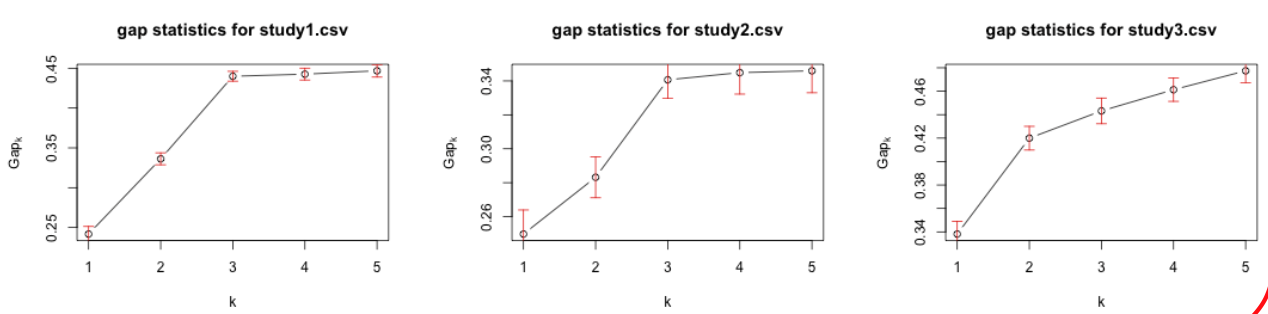 gap statistics for study1.csv
Gapk
0.45
0.35
0.25
1 2 3 4 5
k
gap statistics for study2.csv
Gapk
0.34
0.30
0.26
1 2 3 4 5
k
gap statistics for study3.csv
Gapk
0.46
0.42
0.38
0.34
1 2 3 4 5
k